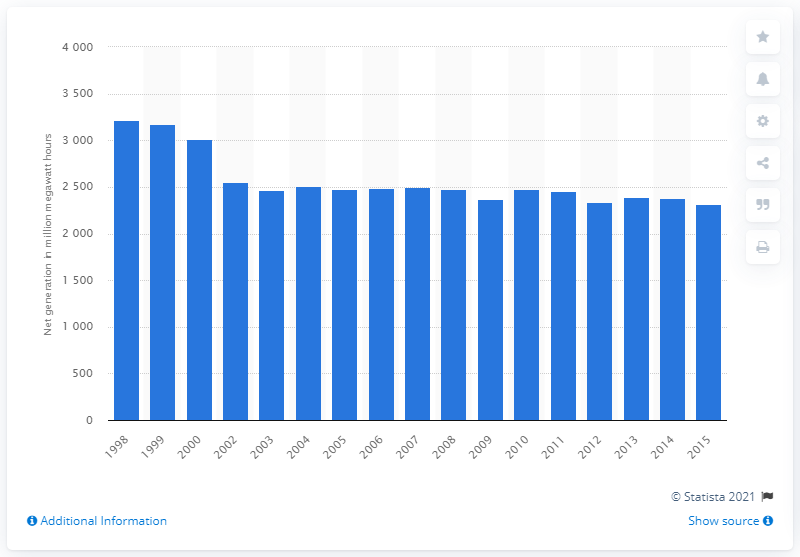 4 000
3 500
3 000
2 500
2 000
1 500
1 000
500
0
Net generation in million megawatt hours
1998 1999 2000 2002 2003 2004 2005 2006 2007 2008 2009 2010 2011 2012 2013 2014 2015
© Statista 2021
Additional Information
Show source